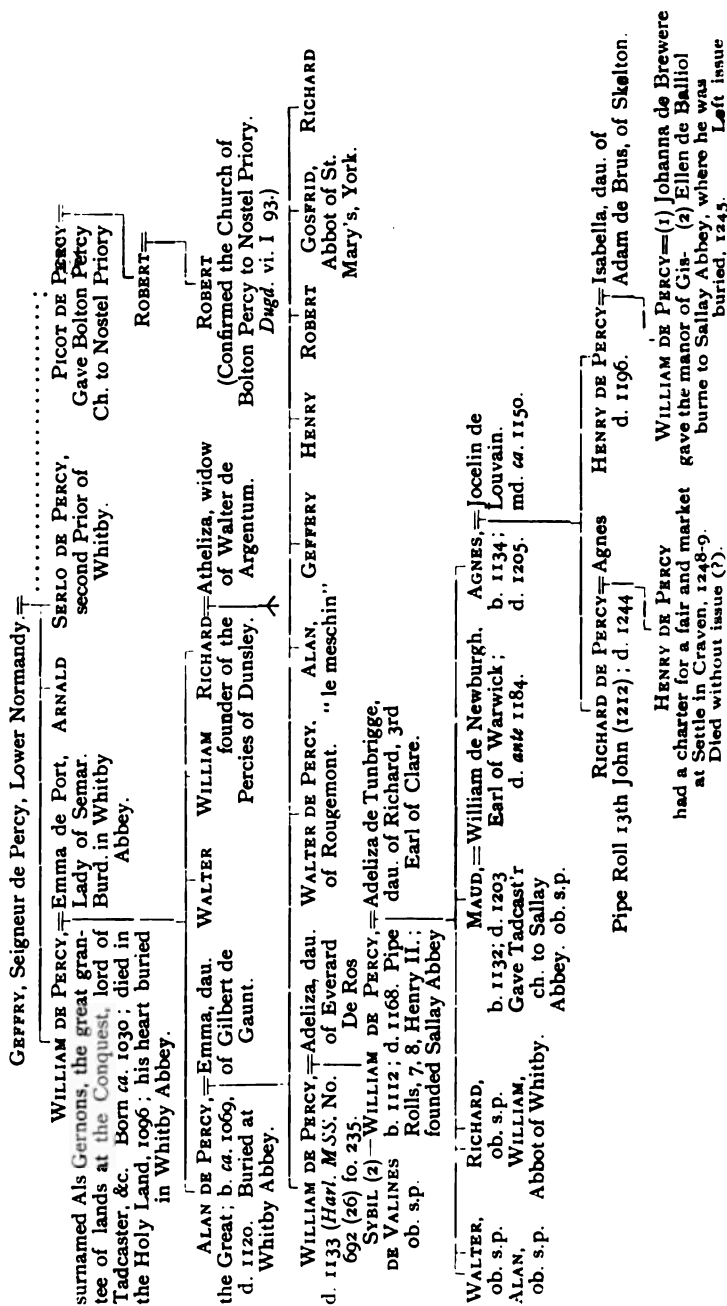 GEFFRY, Seigneur de Percy, Lower Normandy.
WILLIAM DE PERCY,
surnamed Als Gernons, the great gran-
tee of lands at the Conquest, lord of
Tadcaster, &c. Born ca. 1030; died in
the Holy Land, 1096; his heart buried
in Whitby Abbey.
Emma de Port,
Lady of Semar.
Burd. in Whitby
Abbey.
ARNALD
SERLO DE PERCY,
second Prior of
Whitby.
PICOT DE PERCY
Gave Bolton Percy
Ch. to Nostel Priory
ROBERT
ALAN DE PERCY,
the Great; b. ca. 1069,
d. 1120. Buried at
Whitby Abbey.
Emma, dau.
of Gilbert de
Gaunt.
WALTER
WILLIAM
RICHARD
founder of the
Percies of Dunsley.
Atheliza, widow
of Walter de
Argentum.
ROBERT
(Confirmed the Church of
Bolton Percy to Nostel Priory.
Dugd. vi. I 93.)
WILLIAM DE PERCY,
d. 1133 (Harl. MSS. No.
692 (26) fo. 235.
Adeliza, dau.
of Everard
De Ros
WALTER DE PERCY,
of Rougemont.
ALAN,
"le meschin"
GEFFERY
HENRY
ROBERT
GOSFRID,
Abbot of St.
Mary's, York.
RICHARD
SYBIL (2)
DE VALINES
ob. s.p.
WILLIAM DE PERCY,
b. 1112; d. 1168. Pipe
Rolls, 7, 8, Henry II.;
founded Sallay Abbey
Adeliza de Tunbrigge,
dau. of Richard, 3rd
Earl of Clare.
WALTER,
ob. s.p.
ALAN,
ob. s.p.
RICHARD,
ob. s.p.
WILLIAM,
Abbot of Whitby.
MAUD,
b. 1132; d. 1203
Gave Tadcast'r
ch. to Sallay
Abbey. ob. s.p.
William de Newburgh,
Earl of Warwick;
d. ante 1184.
AGNES,
b. 1134;
d. 1205.
Jocelin de
Louvain.
md. ca. 1150.
RICHARD DE PERCY
Agnes
Pipe Roll 13th John (1212); d. 1244
HENRY DE PERCY
d. 1196.
Isabella, dau. of
Adam de Brus, of Skelton.
HENRY DE PERCY
had a charter for a fair and market
at Settle in Craven, 1248-9.
Died without issue (?).
WILLIAM DE PERCY
gave the manor of Gis-
burne to Sallay Abbey, where he was
buried, 1245.
(1) Johanna de Brewere
(2) Ellen de Balliol
Left issue